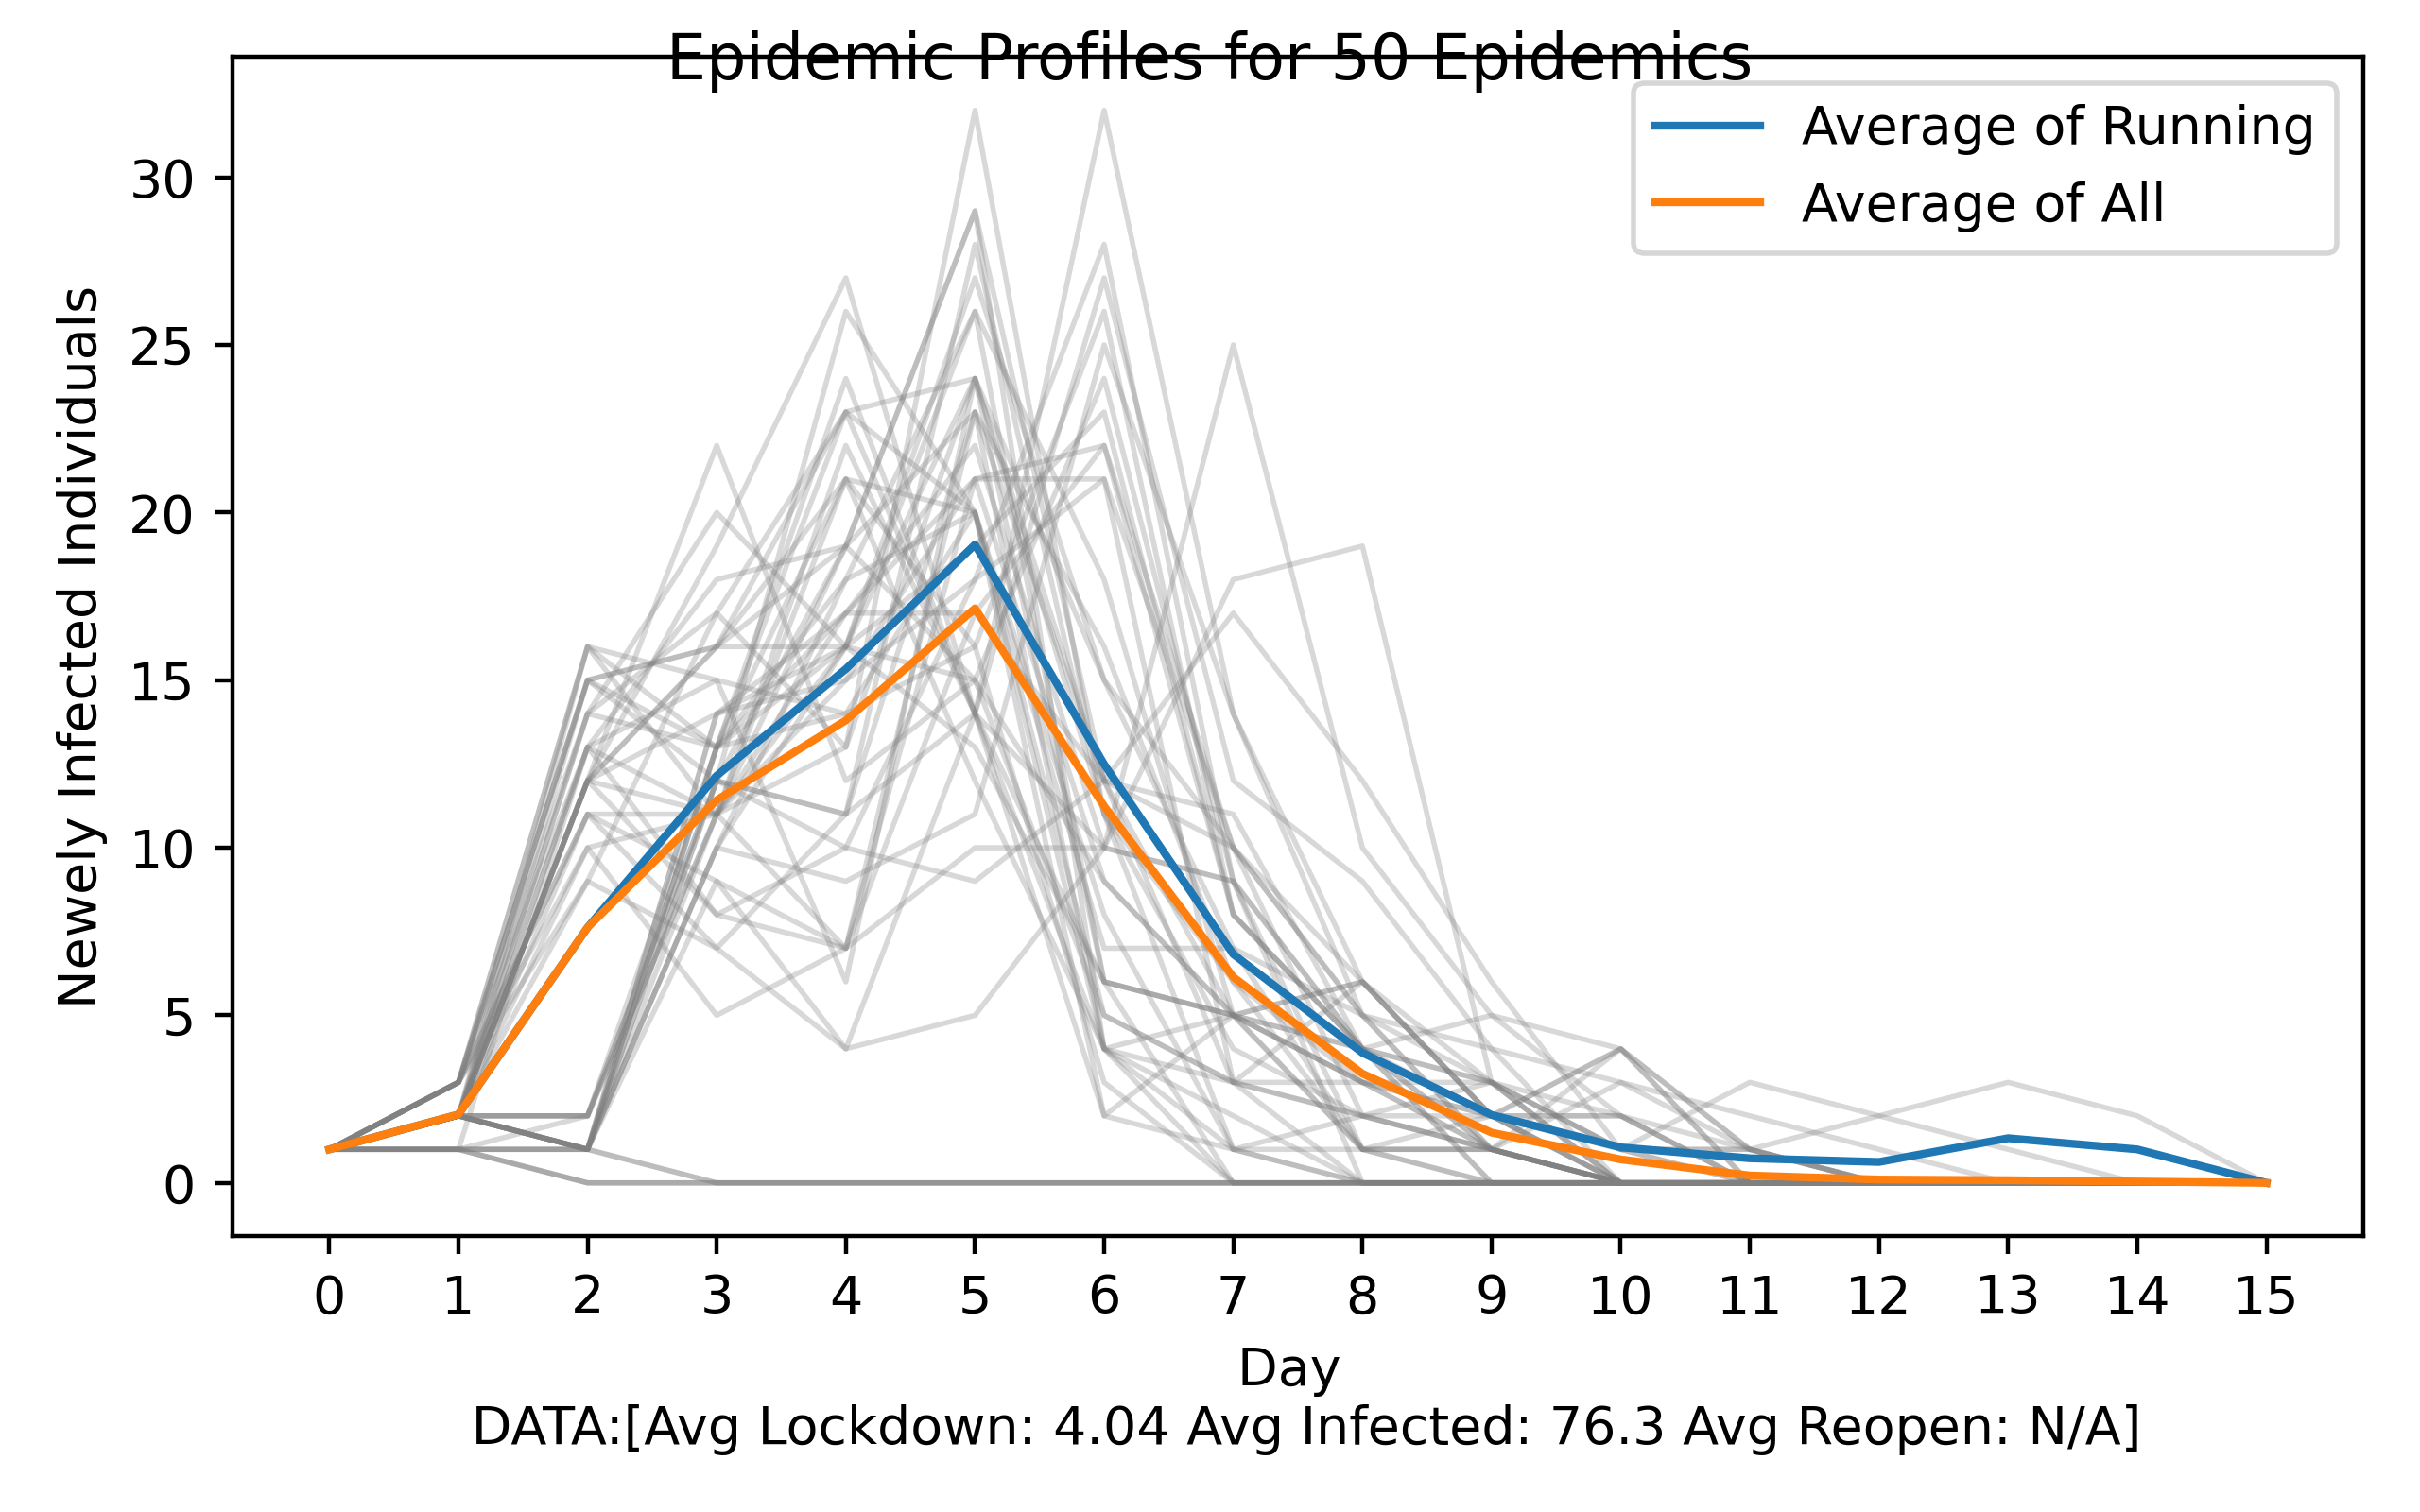 Epidemic Profiles for 50 Epidemics
Average of Running
Average of All
Newely Infected Individuals
30
25
20
15
10
5
0
0 1 2 3 4 5 6 7 8 9 10 11 12 13 14 15
Day
DATA:[Avg Lockdown: 4.04 Avg Infected: 76.3 Avg Reopen: N/A]